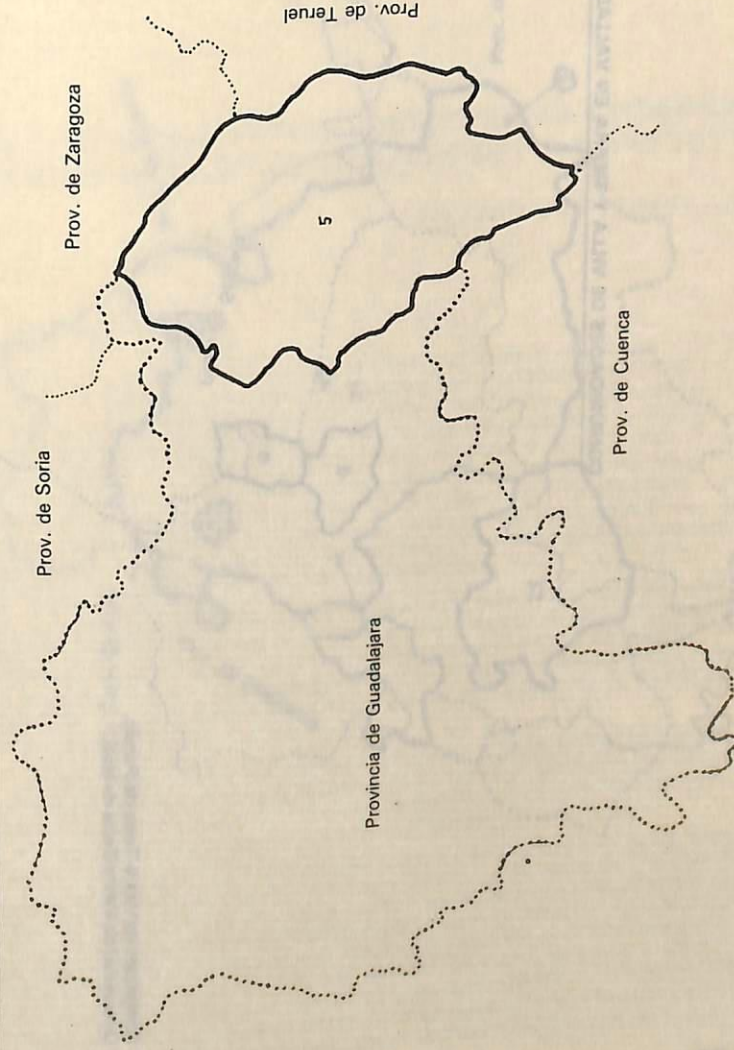 Prov. de Soria
Prov. de Zaragoza
Prov. de Teruel
5
Provincia de Guadalajara
Prov. de Cuenca